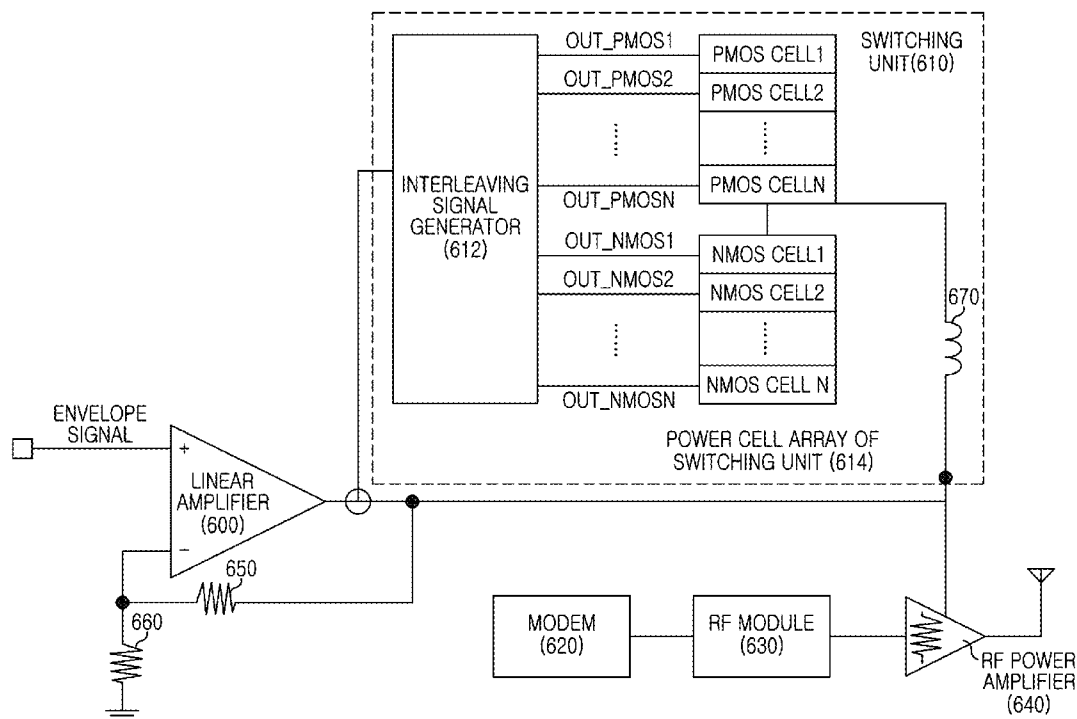 SWITCHING
UNIT(610)
INTERLEAVING
SIGNAL
GENERATOR
(612)
OUT_PMOS1
OUT_PMOS2
OUT_PMOSN
OUT_NMOS1
OUT_NMOS2
OUT_NMOSN
PMOS CELL1
PMOS CELL2
PMOS CELLN
NMOS CELL1
NMOS CELL2
NMOS CELL N
670
POWER CELL ARRAY OF
SWITCHING UNIT (614)
ENVELOPE
SIGNAL
+
LINEAR
AMPLIFIER
(600)
−
650
660
MODEM
(620)
RF MODULE
(630)
RF POWER
AMPLIFIER
(640)